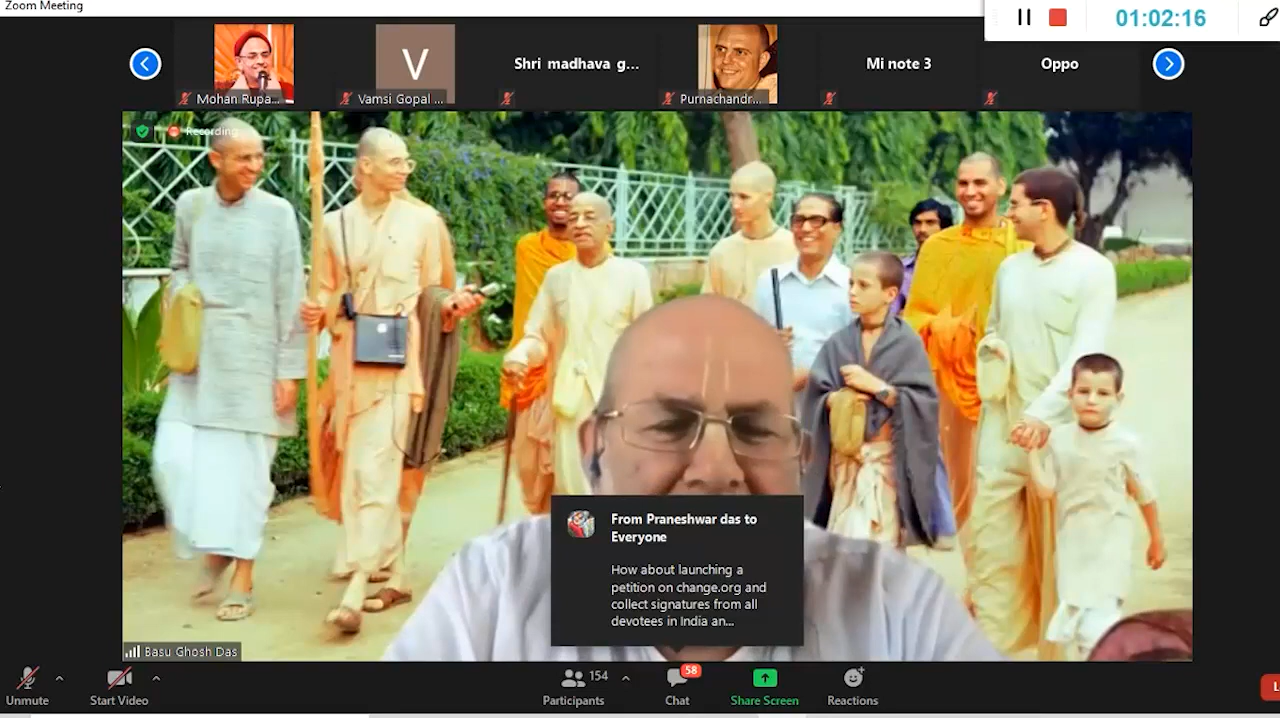 Zoom Meeting
01:02:16
V
Shri madhava g...
Mi note 3
Oppo
Mohan Rupa...
Vamsi Gopal ...
Purnachandr...
Recording
From Praneshwar das to
Everyone
How about launching a
petition on change.org and
collect signatures from all
devotees in India an...
Basu Ghosh Das
154
58
Unmute
Start Video
Participants
Chat
Share Screen
Reactions
L